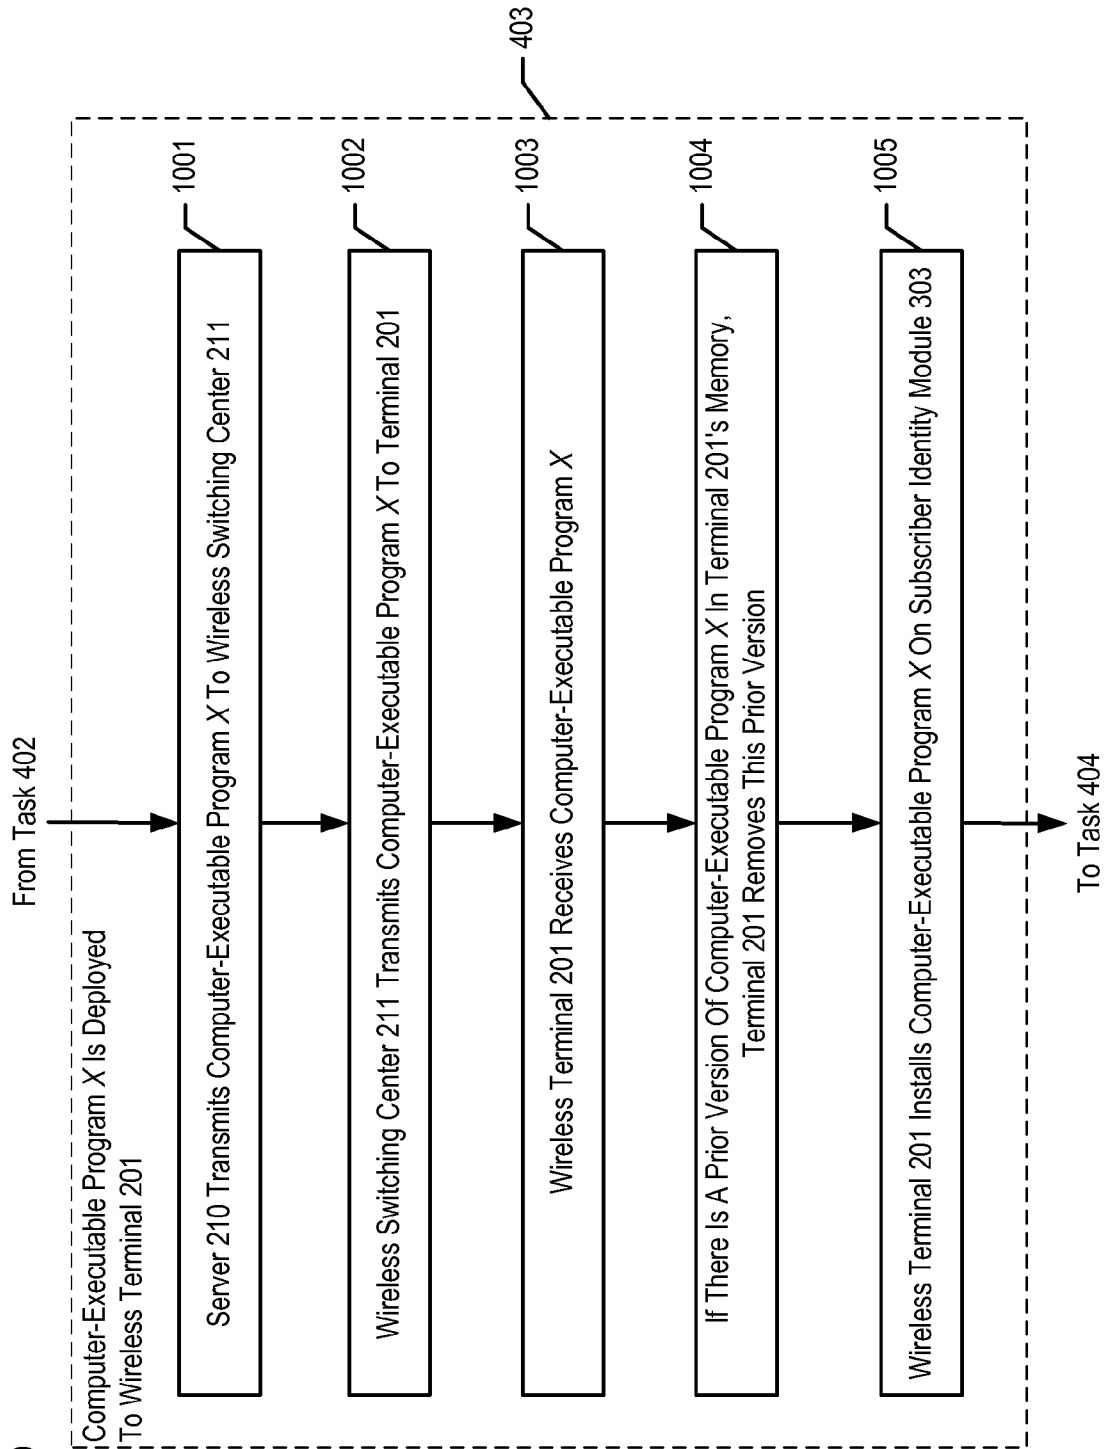 From Task 402
Computer-Executable Program X Is Deployed
To Wireless Terminal 201
403
1001
Server 210 Transmits Computer-Executable Program X To Wireless Switching Center 211
1002
Wireless Switching Center 211 Transmits Computer-Executable Program X To Terminal 201
1003
Wireless Terminal 201 Receives Computer-Executable Program X
1004
If There Is A Prior Version Of Computer-Executable Program X In Terminal 201's Memory,
Terminal 201 Removes This Prior Version
1005
Wireless Terminal 201 Installs Computer-Executable Program X On Subscriber Identity Module 303
To Task 404